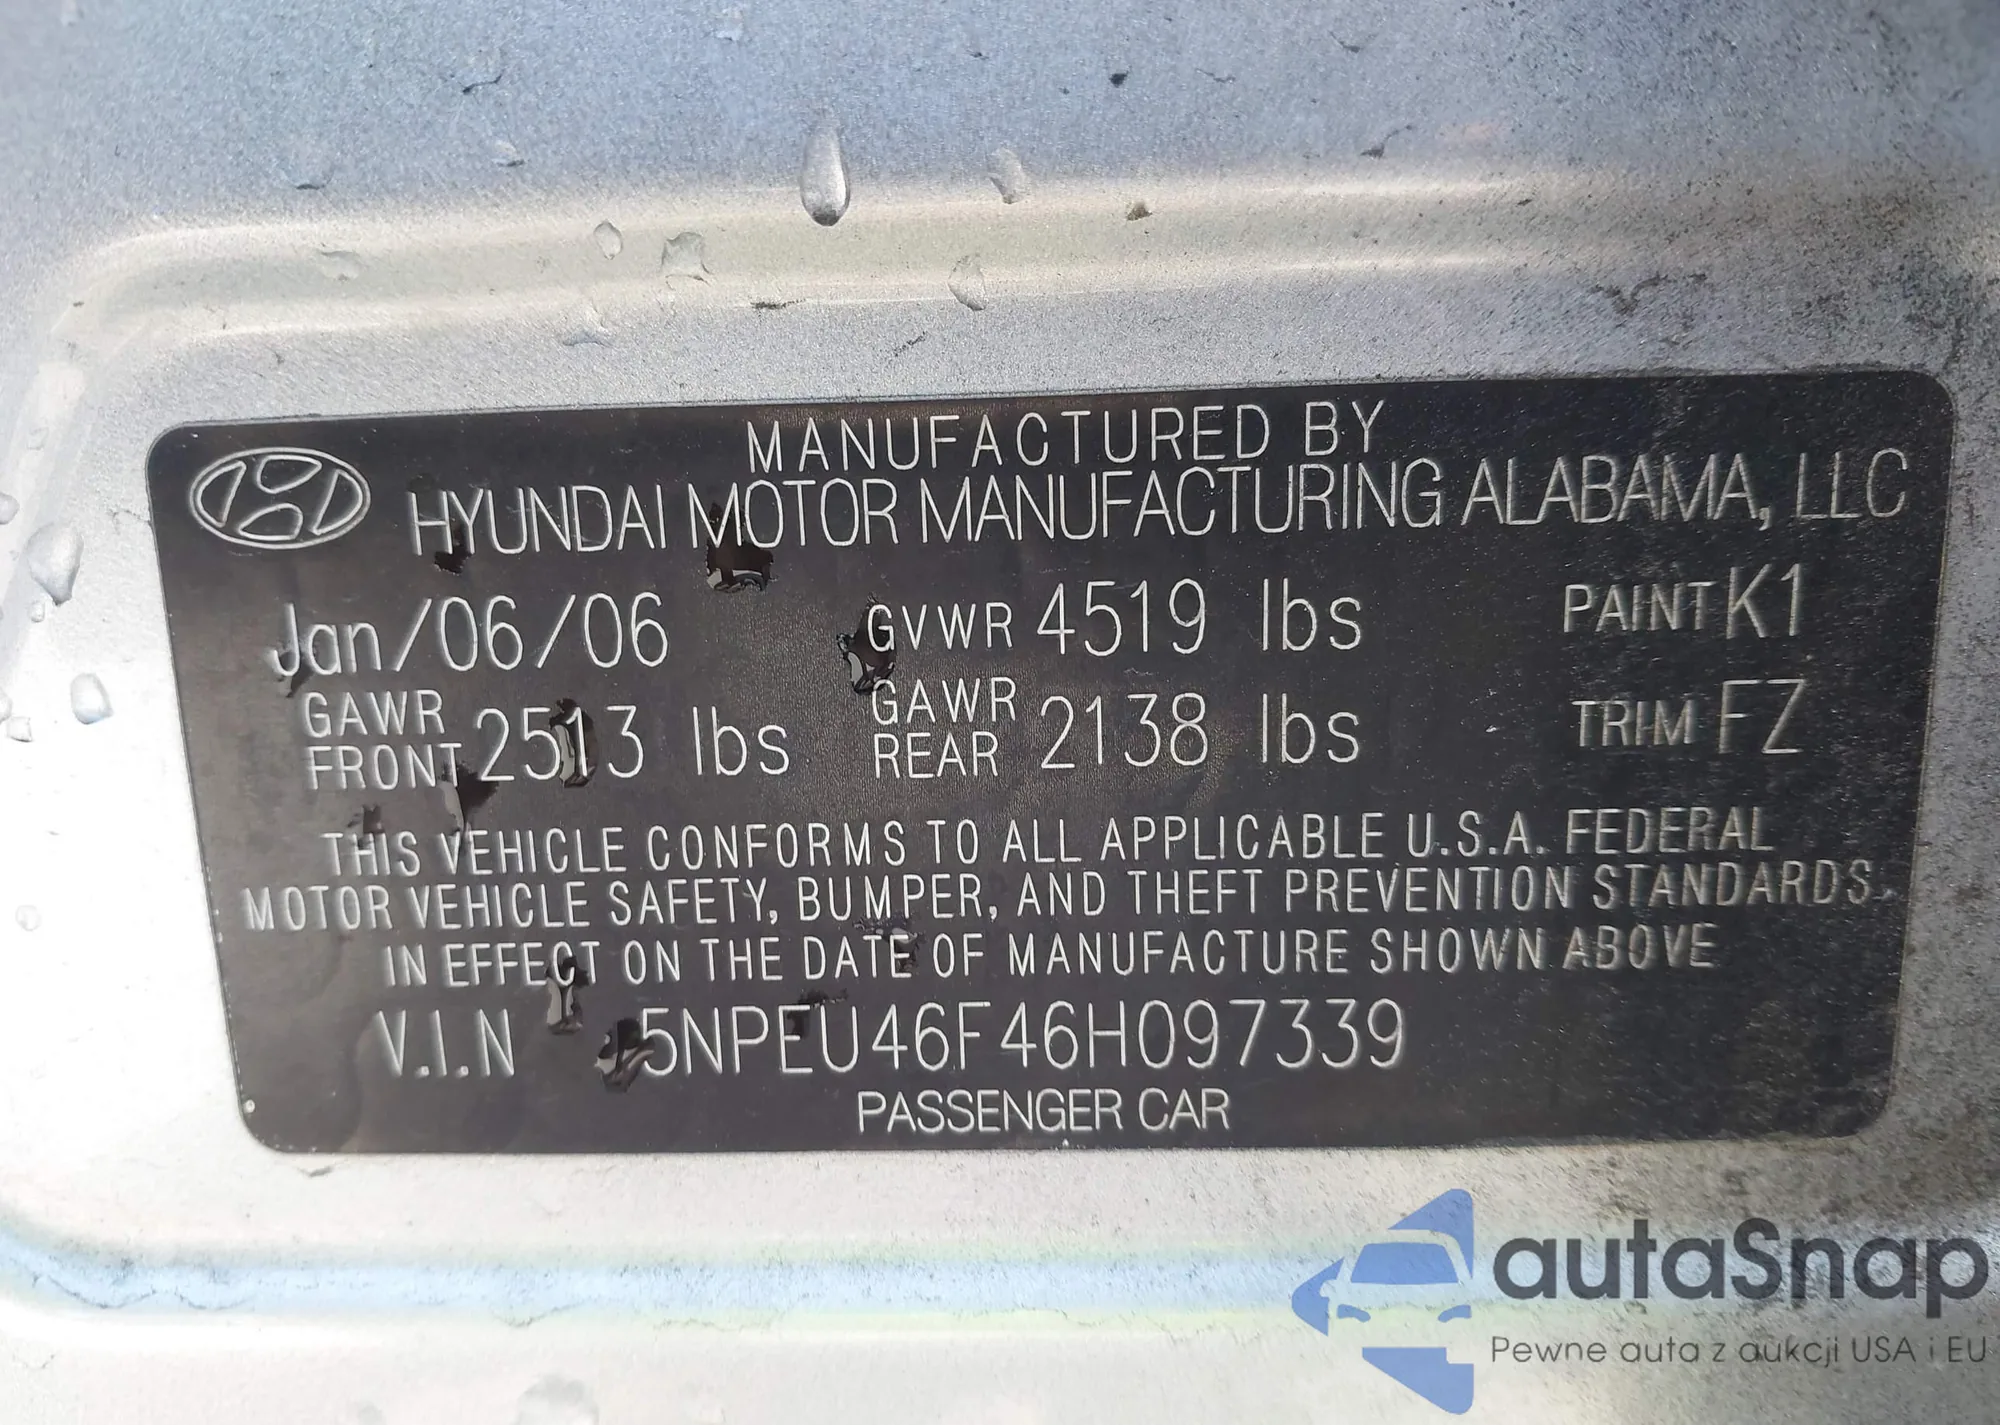 MANUFACTURED BY
HYUNDAI MOTOR MANUFACTURING ALABAMA, LLC
Jan/06/06 GVWR 4519 lbs PAINT K1
GAWR FRONT 2513 lbs GAWR REAR 2138 lbs TRIM FZ
THIS VEHICLE CONFORMS TO ALL APPLICABLE U.S.A. FEDERAL
MOTOR VEHICLE SAFETY, BUMPER, AND THEFT PREVENTION STANDARDS
IN EFFECT ON THE DATE OF MANUFACTURE SHOWN ABOVE
V.I.N 5NPEU46F46H097339
PASSENGER CAR
autaSnap
Pewne auta z aukcji USA i EU